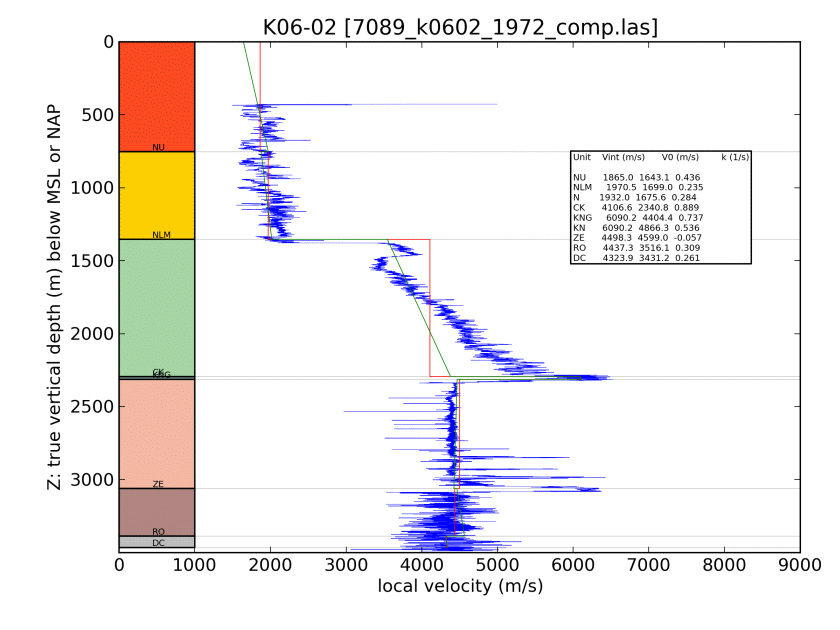 K06-02 [7089_k0602_1972_comp.las]
Z: true vertical depth (m) below MSL or NAP
0
500
1000
1500
2000
2500
3000
NU
NLM
CK
KNG
ZE
RO
DC
Unit Vint (m/s) V0 (m/s) k (1/s)
NU 1865.0 1643.1 0.436
NLM 1970.5 1699.0 0.235
N 1932.0 1675.6 0.284
CK 4106.6 2340.8 0.889
KNG 6090.2 4404.4 0.737
KN 6090.2 4866.3 0.536
ZE 4498.3 4599.0 -0.057
RO 4437.3 3516.1 0.309
DC 4323.9 3431.2 0.261
0 1000 2000 3000 4000 5000 6000 7000 8000 9000
local velocity (m/s)